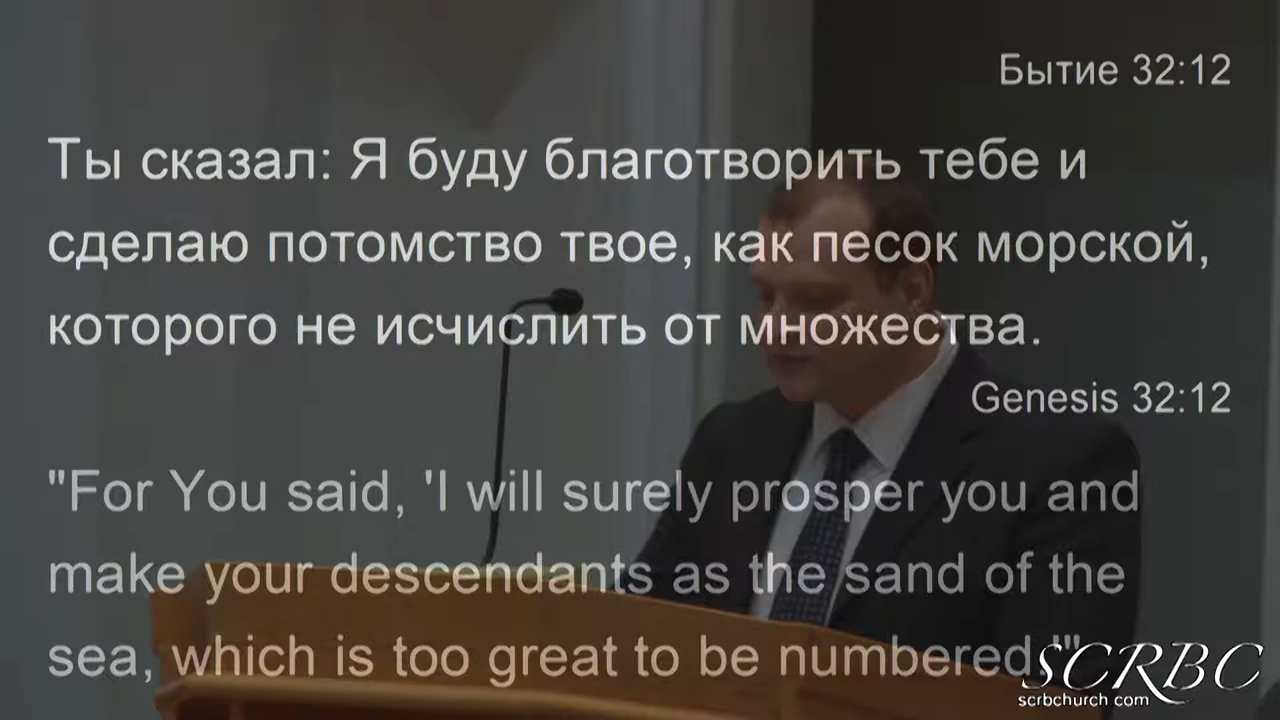 Бытие 32:12
Ты сказал: Я буду благотворить тебе и
сделаю потомство твое, как песок морской,
которого не исчислить от множества.
Genesis 32:12
"For You said, 'I will surely prosper you and
make your descendants as the sand of the
sea, which is too great to be numbered.'"
SCRBC
scrbchurch com